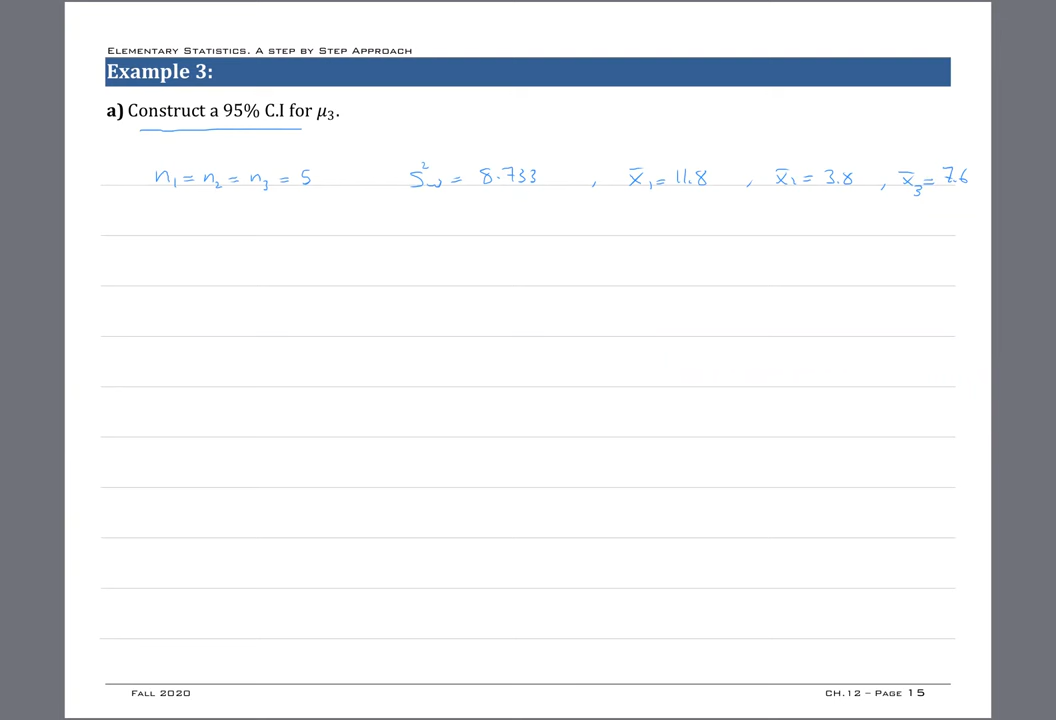 Elementary Statistics. A step by Step Approach
Example 3:
a) Construct a 95% C.I for μ₃.
n₁ = n₂ = n₃ = 5 S²w = 8.733 , x̄₁ = 11.8 , x̄₂ = 3.8 , x̄₃ = 7.6
Fall 2020 CH.12 – Page 15